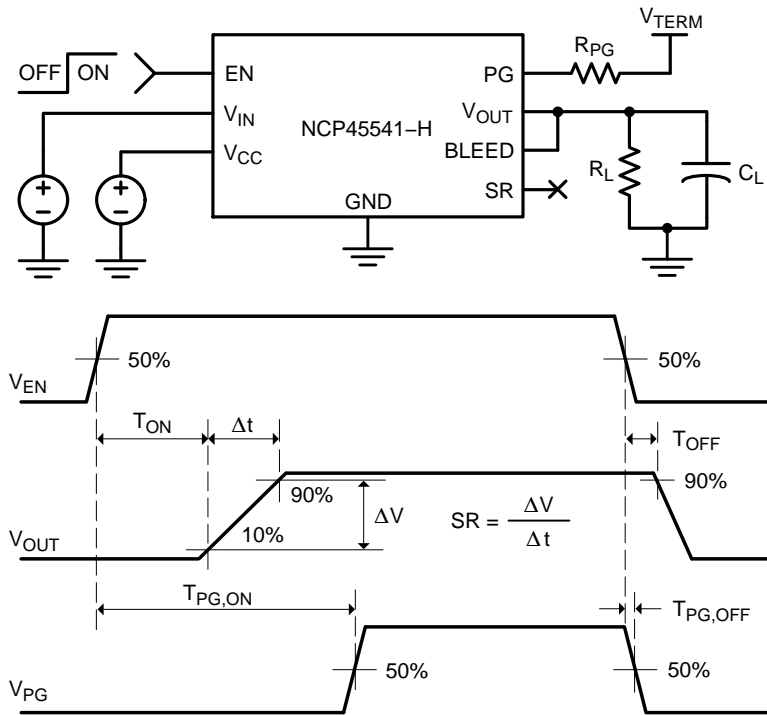 VTERM
RPG
OFF ON
EN
PG
VIN
VOUT
NCP45541–H
VCC
BLEED
RL
CL
SR
GND
50%
50%
VEN
TON
Δt
TOFF
90%
90%
ΔV
SR = ΔV
Δt
10%
VOUT
TPG,ON
TPG,OFF
50%
50%
VPG